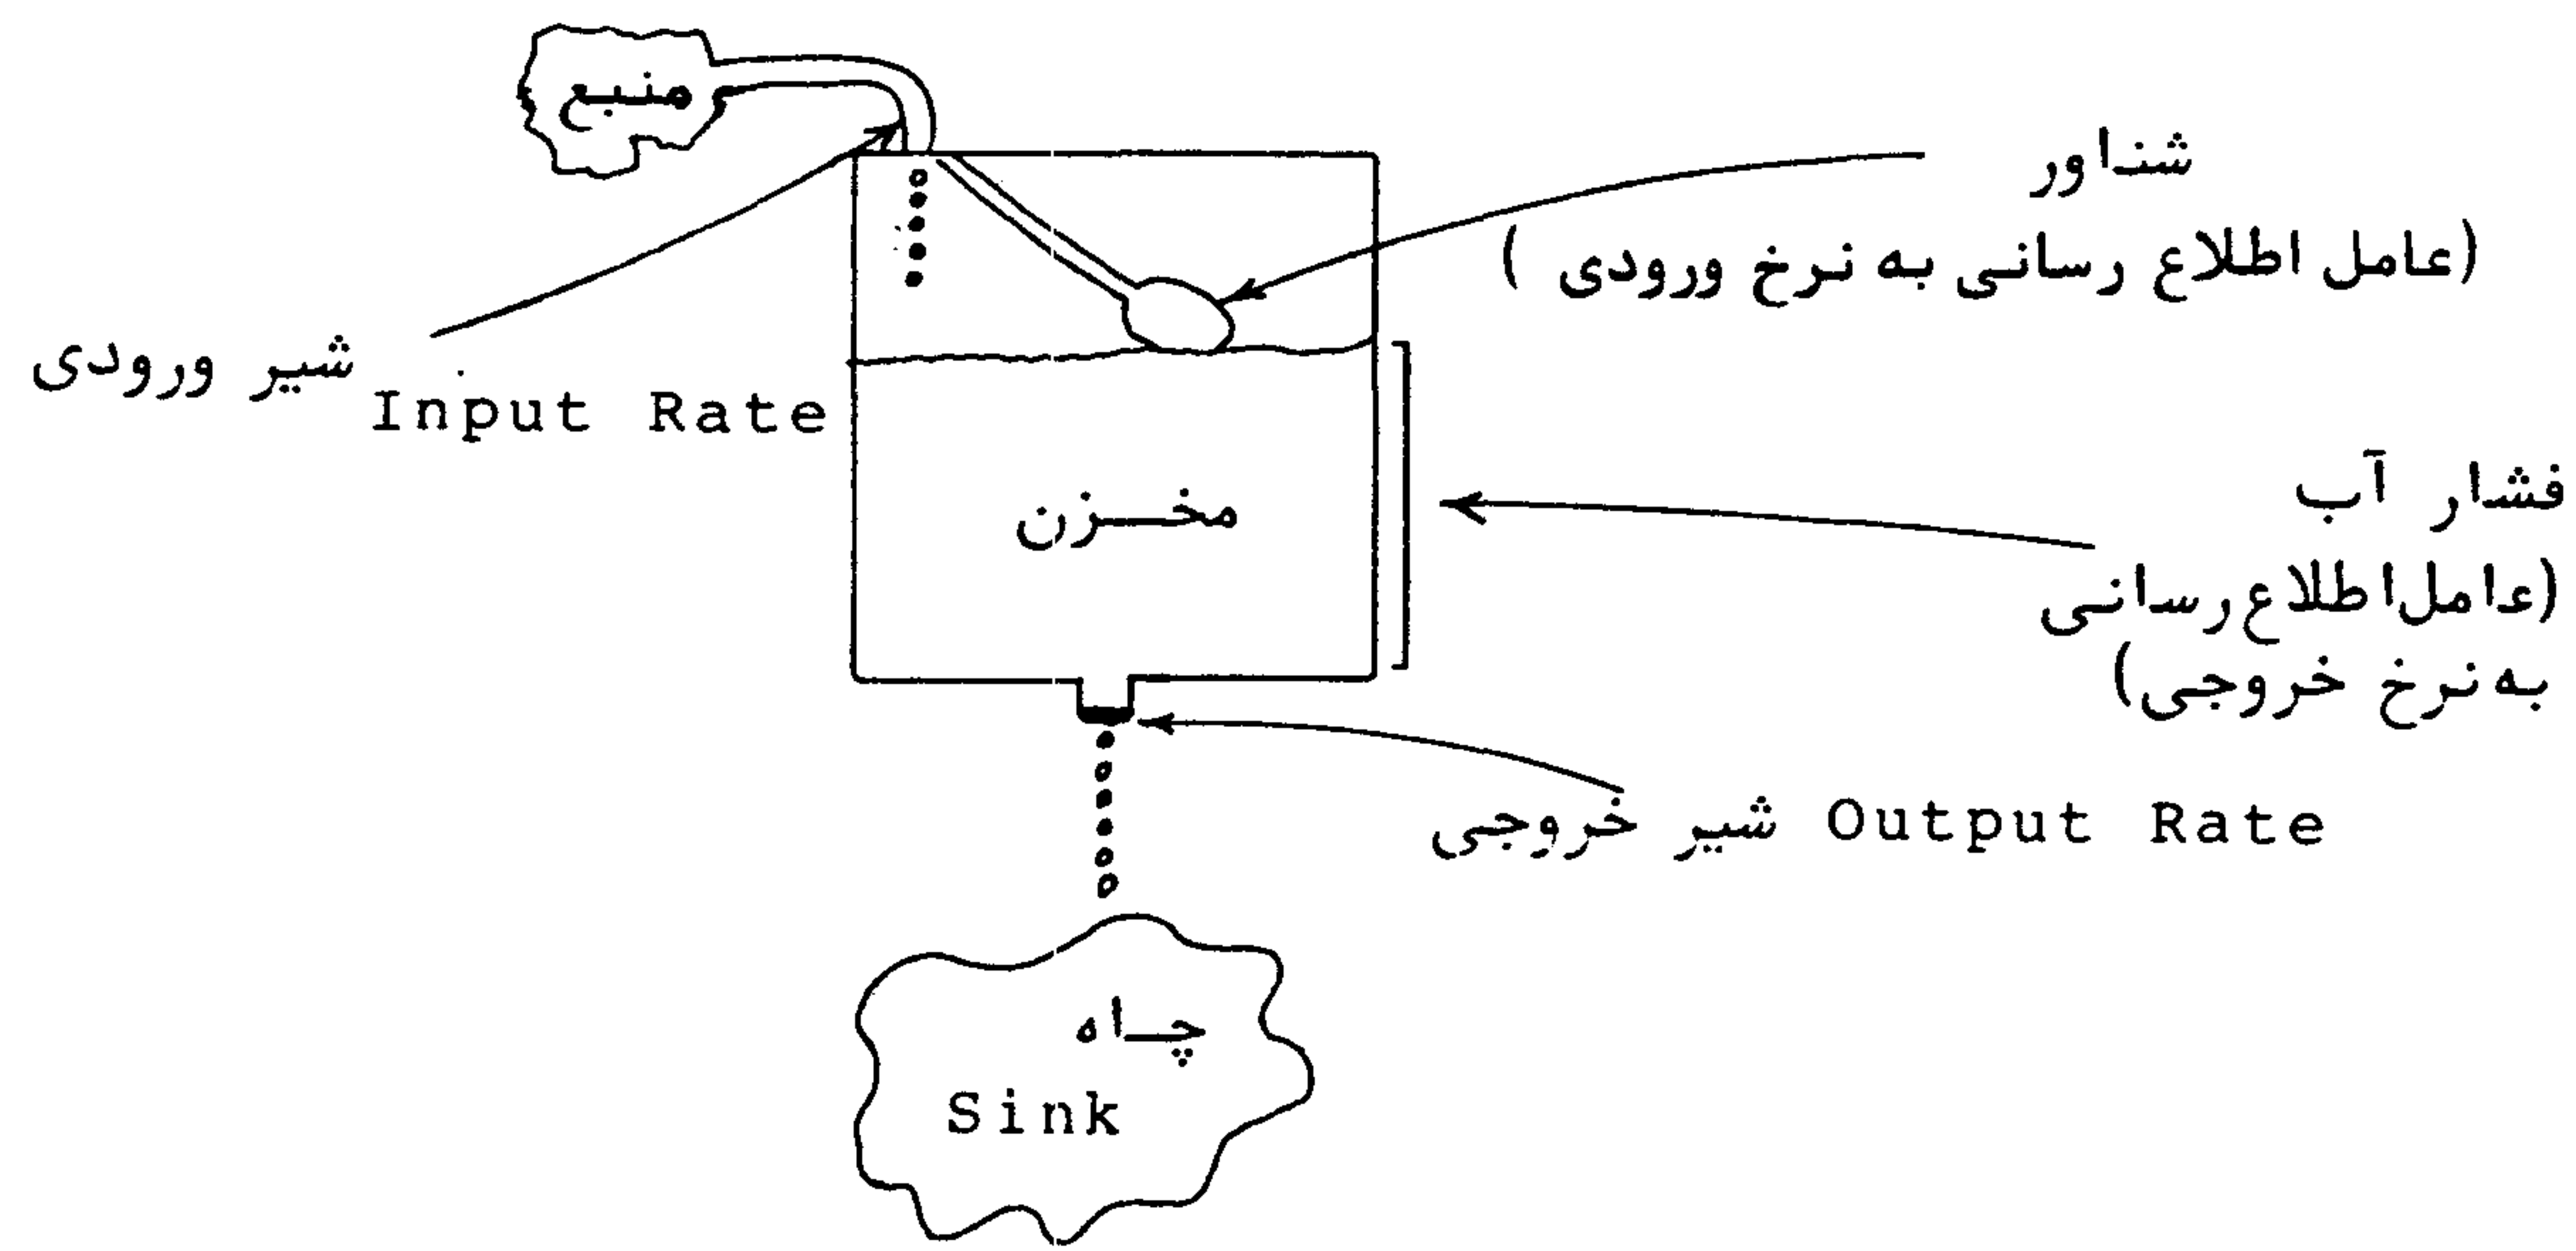 منبع
شناور
(عامل اطلاع رسانی به نرخ ورودی )
شیر ورودی
Input Rate
مخزن
فشار آب
(عامل اطلاع رسانی
به نرخ خروجی)
شیر خروجی Output Rate
چاه
Sink